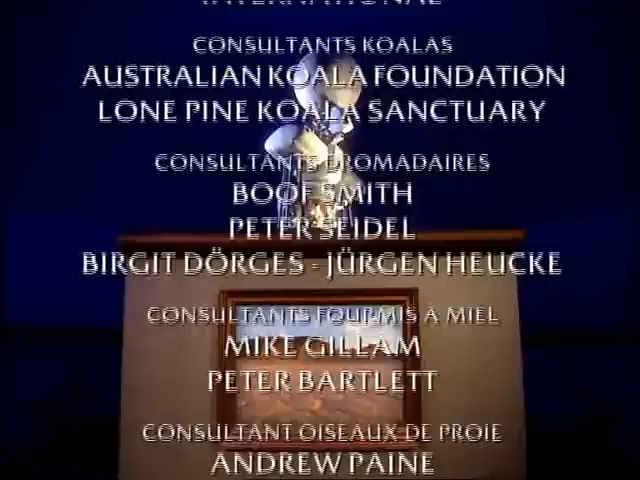 INTERNATIONAL
CONSULTANTS KOALAS
AUSTRALIAN KOALA FOUNDATION
LONE PINE KOALA SANCTUARY
CONSULTANTS DROMADAIRES
BOOF SMITH
PETER SEIDEL
BIRGIT DÖRGES - JÜRGEN HEUCKE
CONSULTANTS FOURMIS À MIEL
MIKE GILLAM
PETER BARTLETT
CONSULTANT OISEAUX DE PROIE
ANDREW PAINE